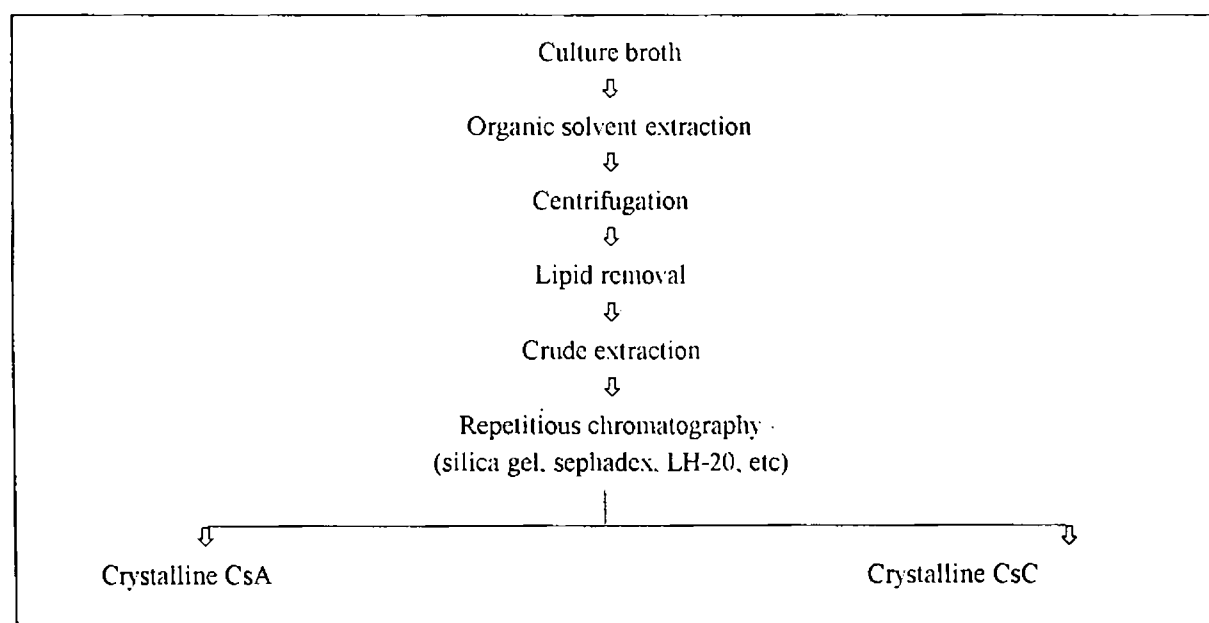 Culture broth
⇩
Organic solvent extraction
⇩
Centrifugation
⇩
Lipid removal
⇩
Crude extraction
⇩
Repetitious chromatography
(silica gel, sephadex, LH-20, etc)
Crystalline CsA
Crystalline CsC